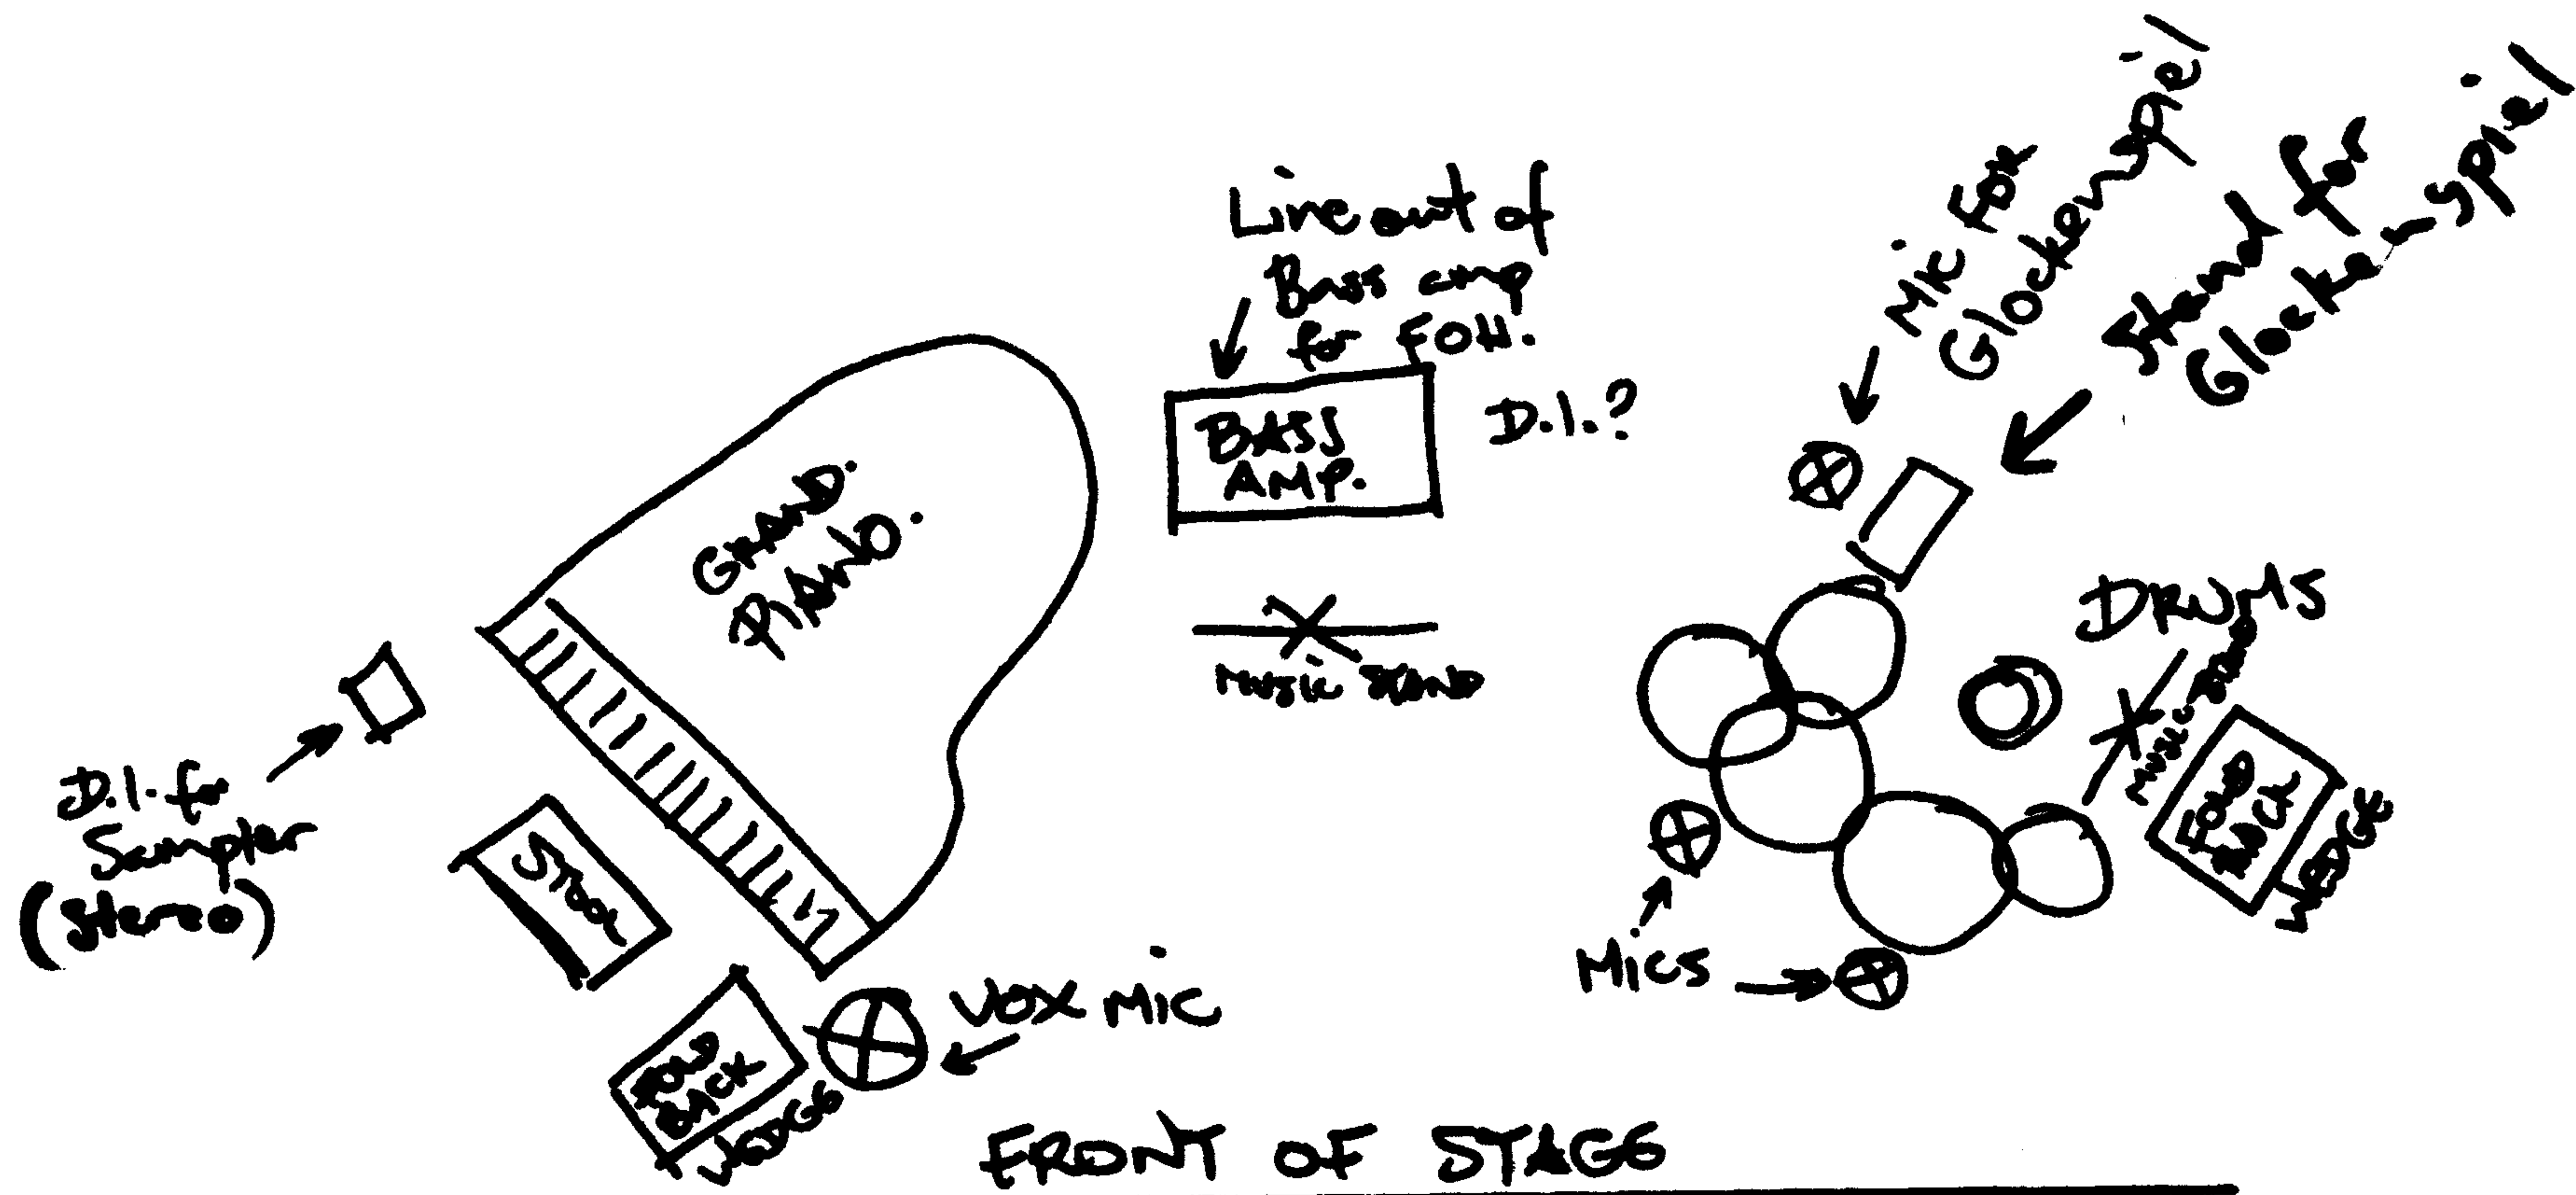 Mic For
Glockenspiel
Stand for
Glockenspiel
Line out of
Bass amp
for FOH.
BASS
AMP.
D.I.?
GRAND.
PIANO.
MUSIC STAND
DRUMS
MUSIC STAND
FOLD
BACK
WEDGE
D.I. for
Sampler
(Stereo)
STOOL
MICS
VOX MIC
FOLD
BACK
WEDGE
FRONT OF STAGE